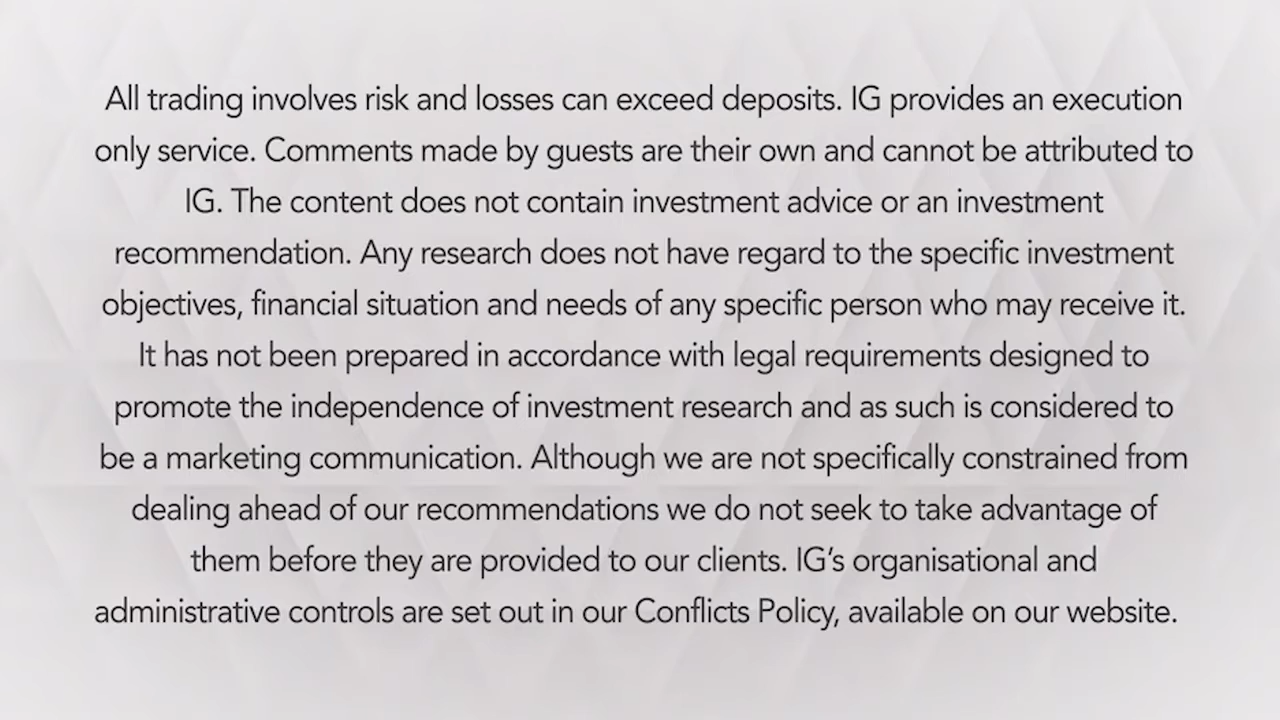 All trading involves risk and losses can exceed deposits. IG provides an execution
only service. Comments made by guests are their own and cannot be attributed to
IG. The content does not contain investment advice or an investment
recommendation. Any research does not have regard to the specific investment
objectives, financial situation and needs of any specific person who may receive it.
It has not been prepared in accordance with legal requirements designed to
promote the independence of investment research and as such is considered to
be a marketing communication. Although we are not specifically constrained from
dealing ahead of our recommendations we do not seek to take advantage of
them before they are provided to our clients. IG’s organisational and
administrative controls are set out in our Conflicts Policy, available on our website.